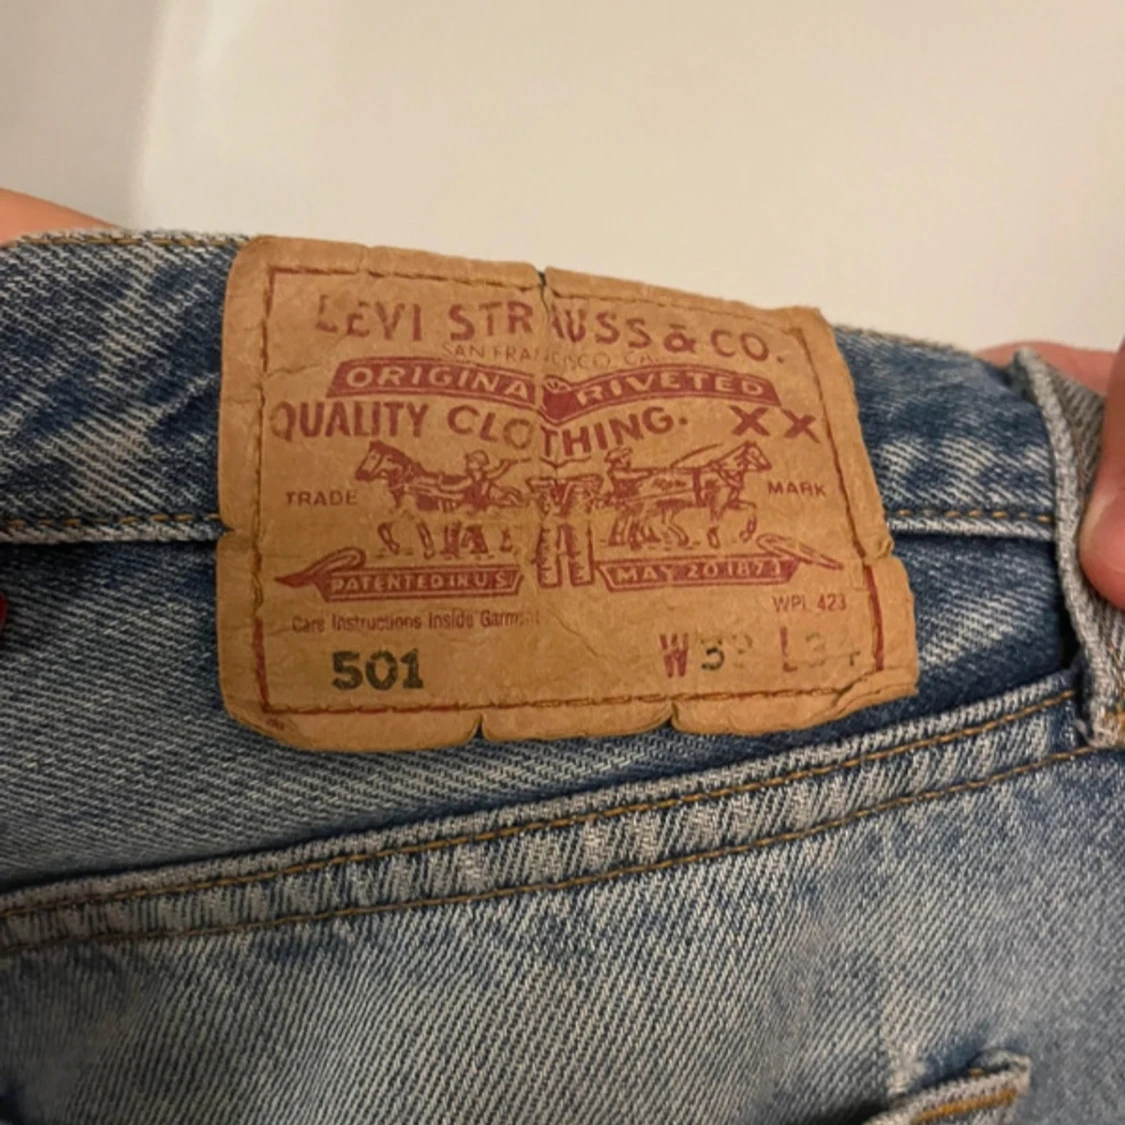 LEVI STRAUSS & CO.
SAN FRANCISCO, CAL.
ORIGINAL RIVETED
QUALITY CLOTHING. XX
TRADE MARK
PATENTED IN U.S. MAY 20 1873
WPL 423
Care Instructions Inside Garment
501 W L